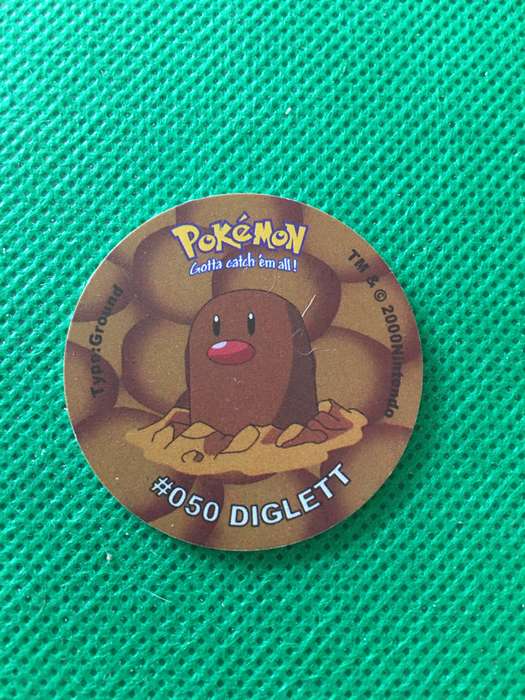 POKéMON
Gotta catch 'em all!
Type:Ground
TM & © 2000Nintendo
#050 DIGLETT